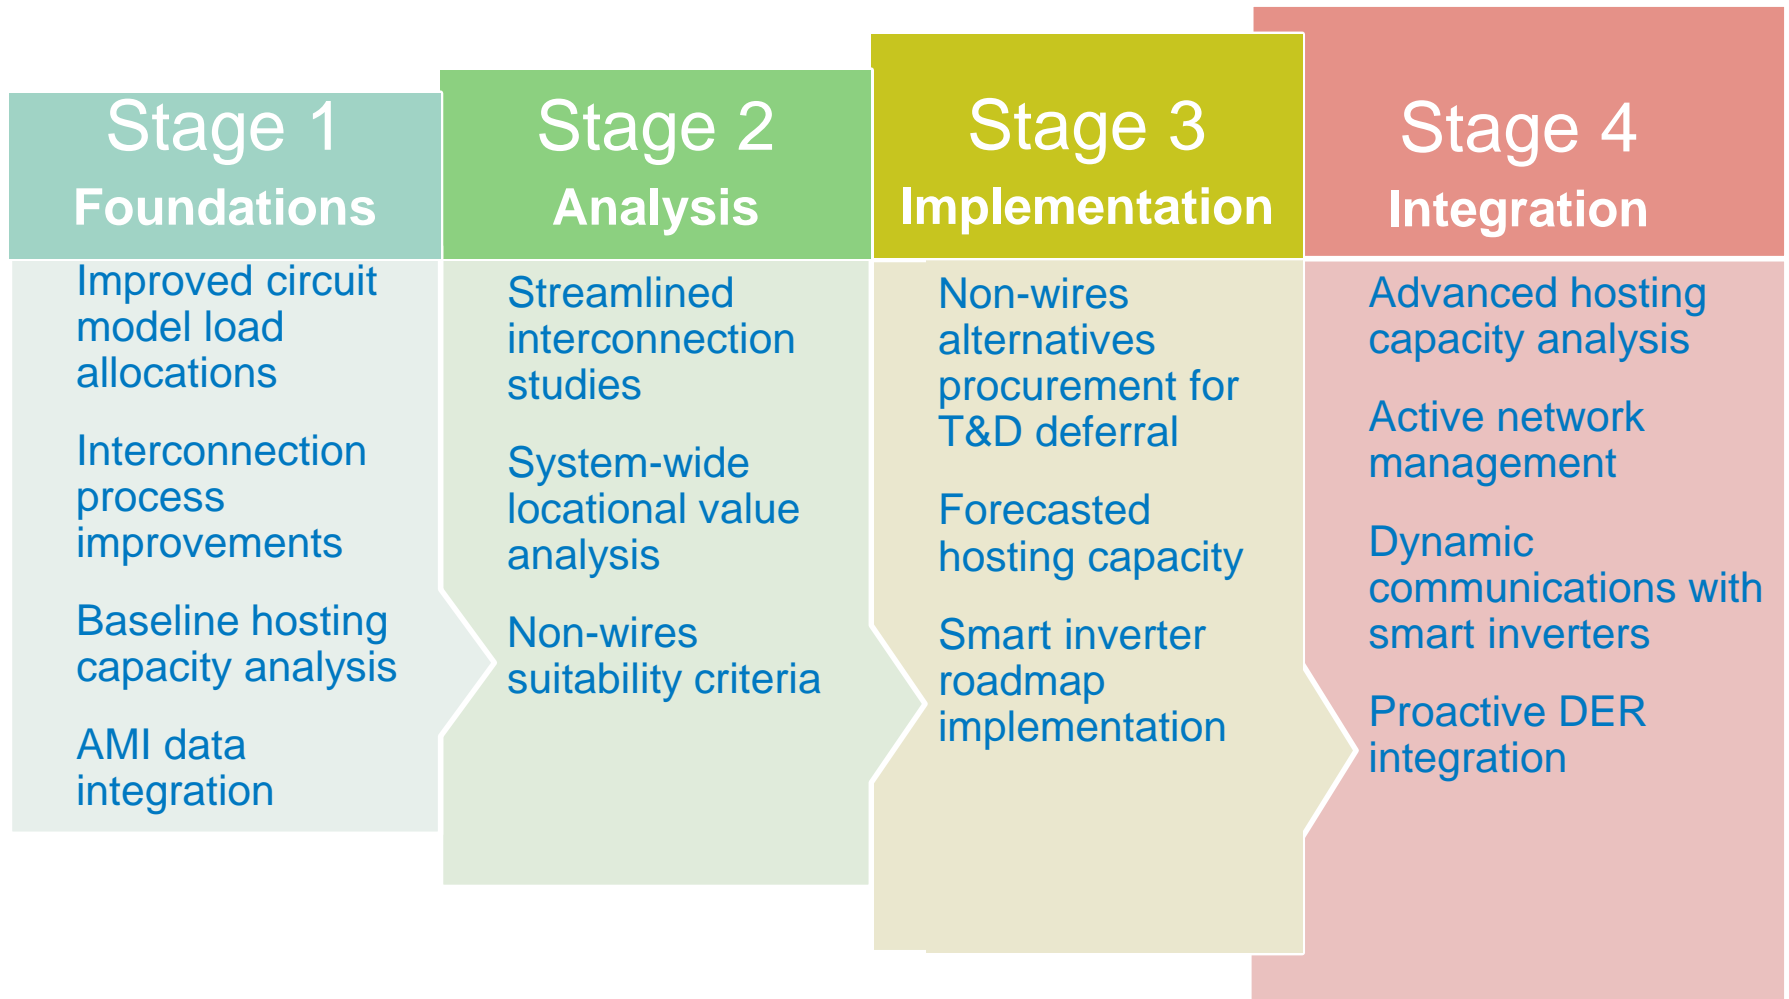 Stage 1
Foundations
Improved circuit
model load
allocations
Interconnection
process
improvements
Baseline hosting
capacity analysis
AMI data
integration
Stage 2
Analysis
Streamlined
interconnection
studies
System-wide
locational value
analysis
Non-wires
suitability criteria
Stage 3
Implementation
Non-wires
alternatives
procurement for
T&D deferral
Forecasted
hosting capacity
Smart inverter
roadmap
implementation
Stage 4
Integration
Advanced hosting
capacity analysis
Active network
management
Dynamic
communications with
smart inverters
Proactive DER
integration